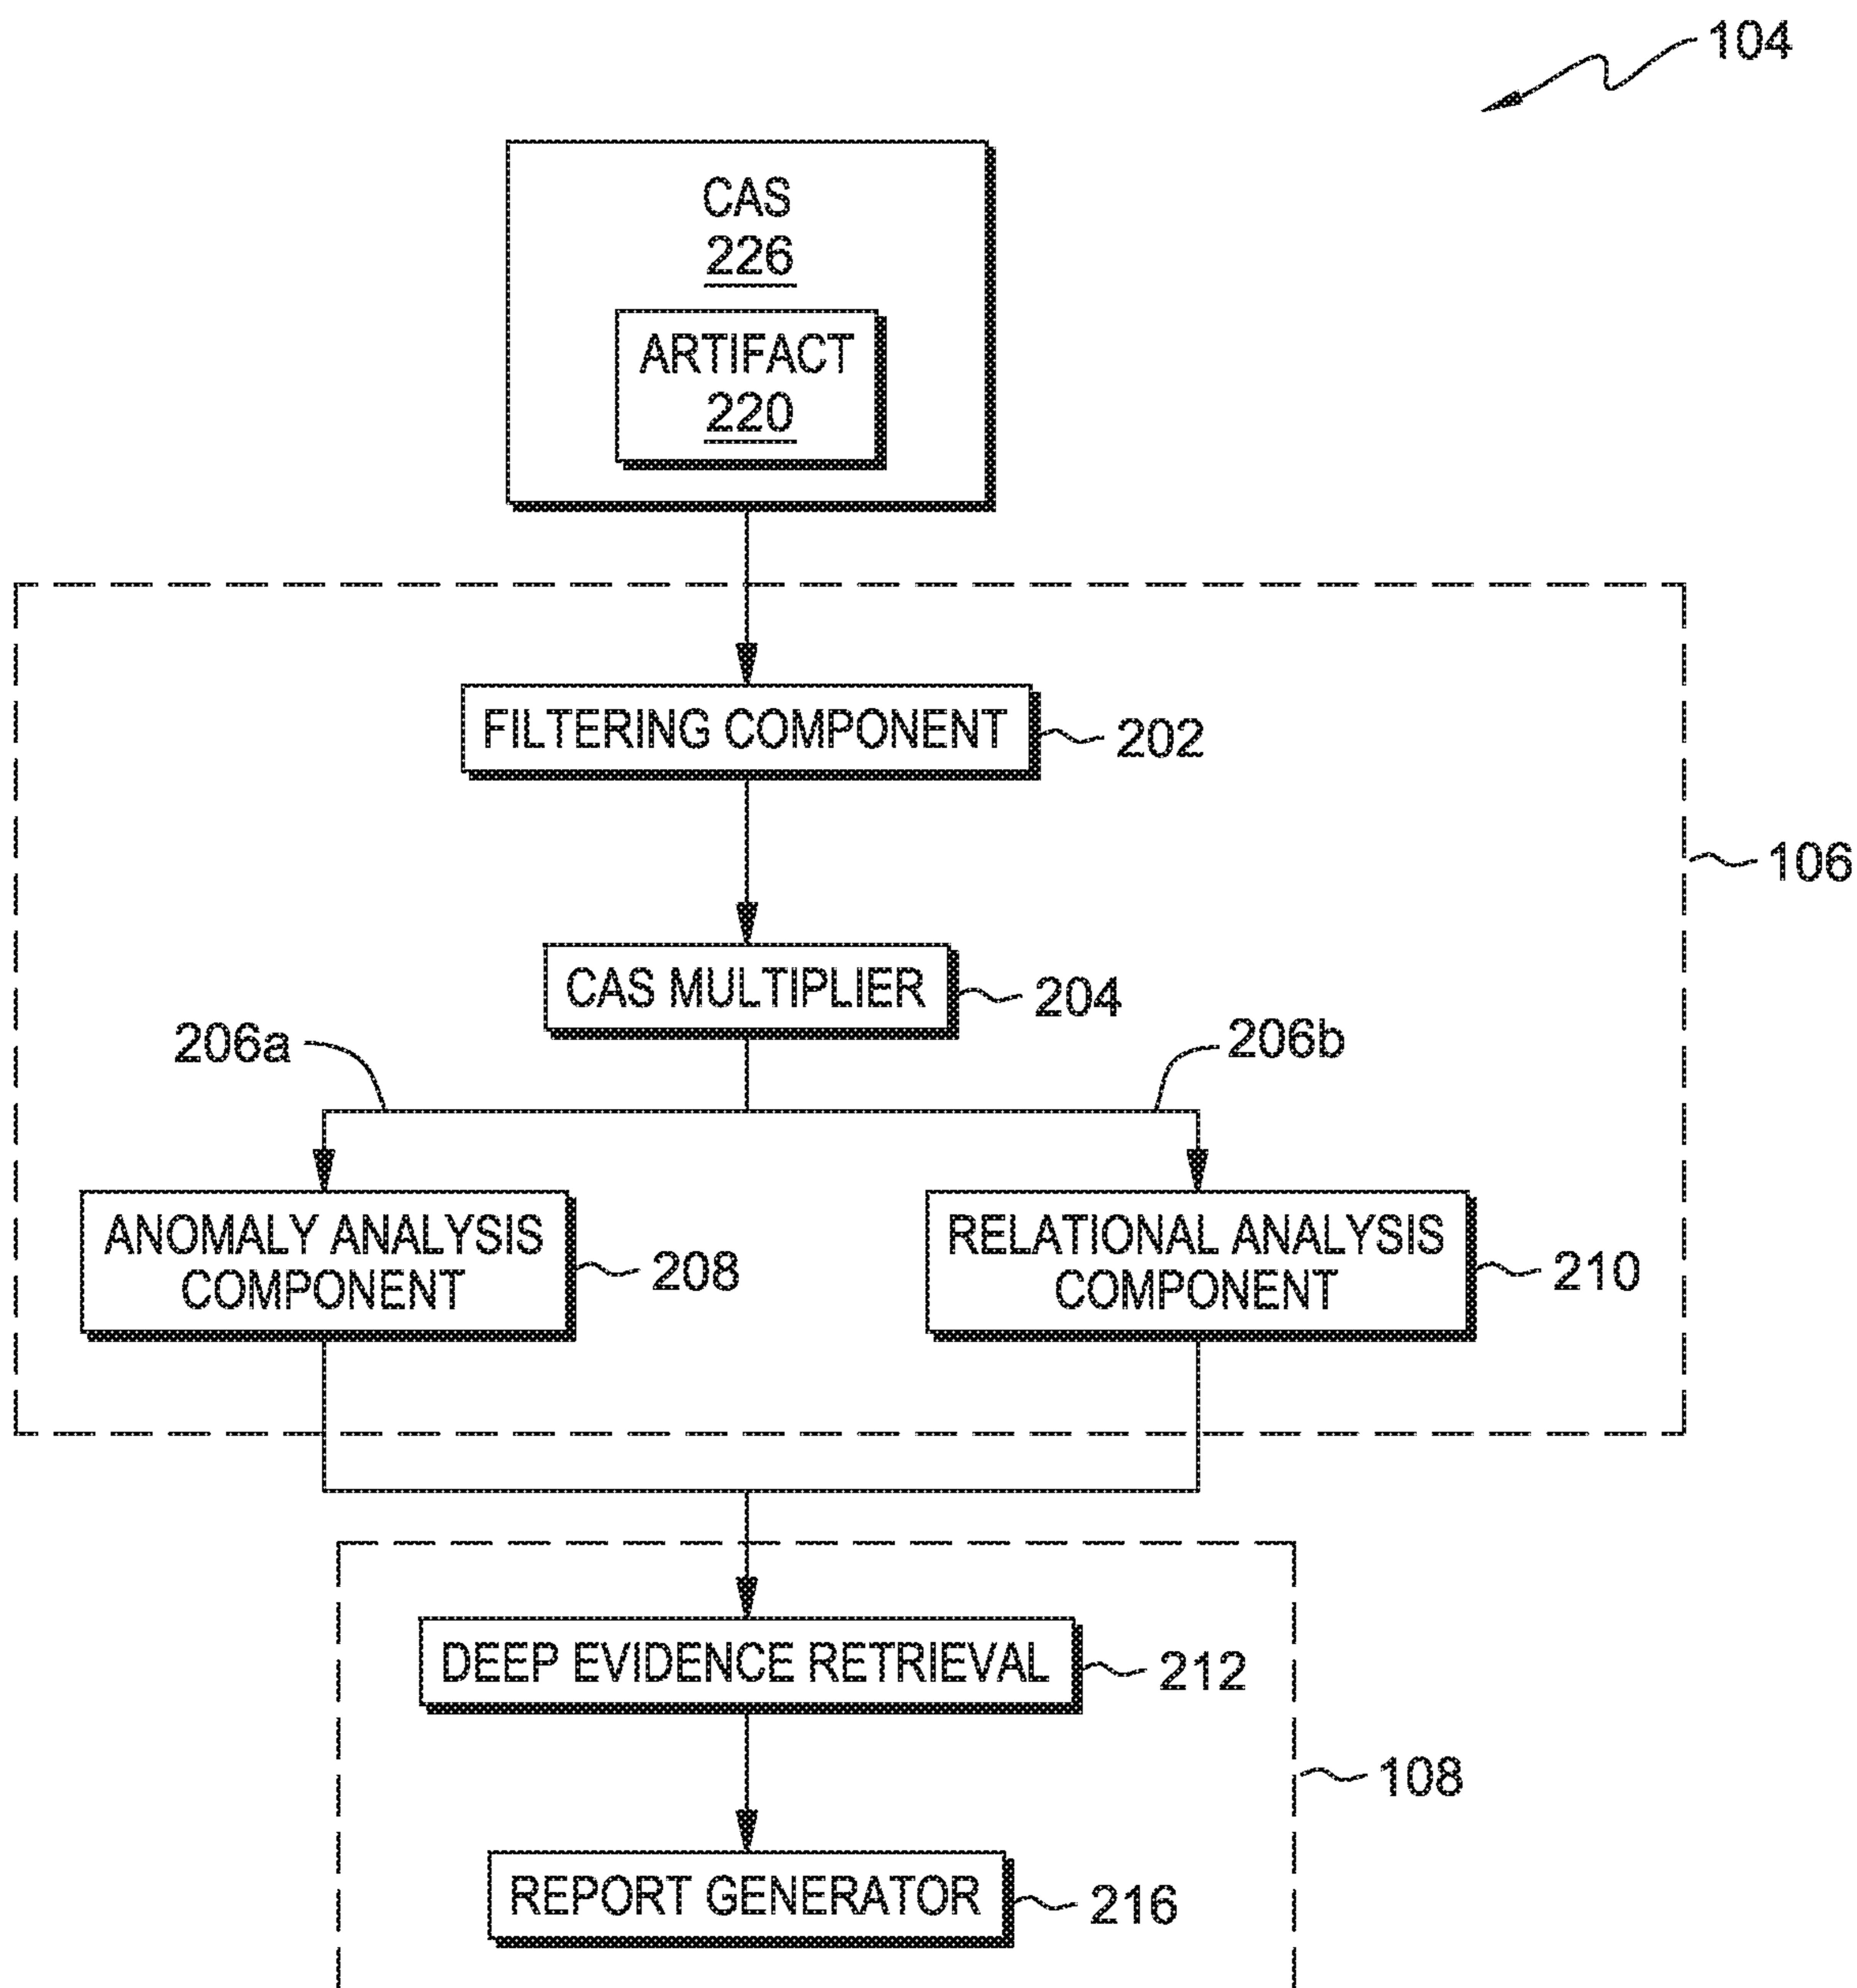 104
CAS
226
ARTIFACT
220
FILTERING COMPONENT
202
106
CAS MULTIPLIER
204
206a
206b
ANOMALY ANALYSIS
COMPONENT
208
RELATIONAL ANALYSIS
COMPONENT
210
DEEP EVIDENCE RETRIEVAL
212
108
REPORT GENERATOR
216